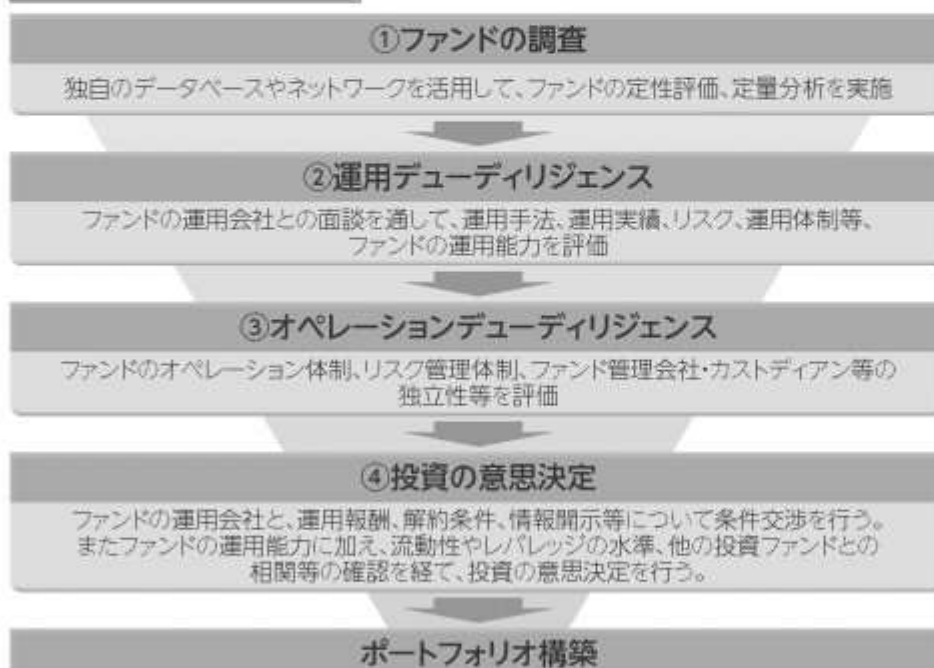 ①ファンドの調査
独自のデータベースやネットワークを活用して、ファンドの定性評価、定量分析を実施
②運用デューディリジェンス
ファンドの運用会社との面談を通して、運用手法、運用実績、リスク、運用体制等、
ファンドの運用能力を評価
③オペレーションデューディリジェンス
ファンドのオペレーション体制、リスク管理体制、ファンド管理会社・カストディアン等の
独立性等を評価
④投資の意思決定
ファンドの運用会社と、運用報酬、解約条件、情報開示等について条件交渉を行う。
またファンドの運用能力に加え、流動性やレバレッジの水準、他の投資ファンドとの
相関等の確認を経て、投資の意思決定を行う。
ポートフォリオ構築